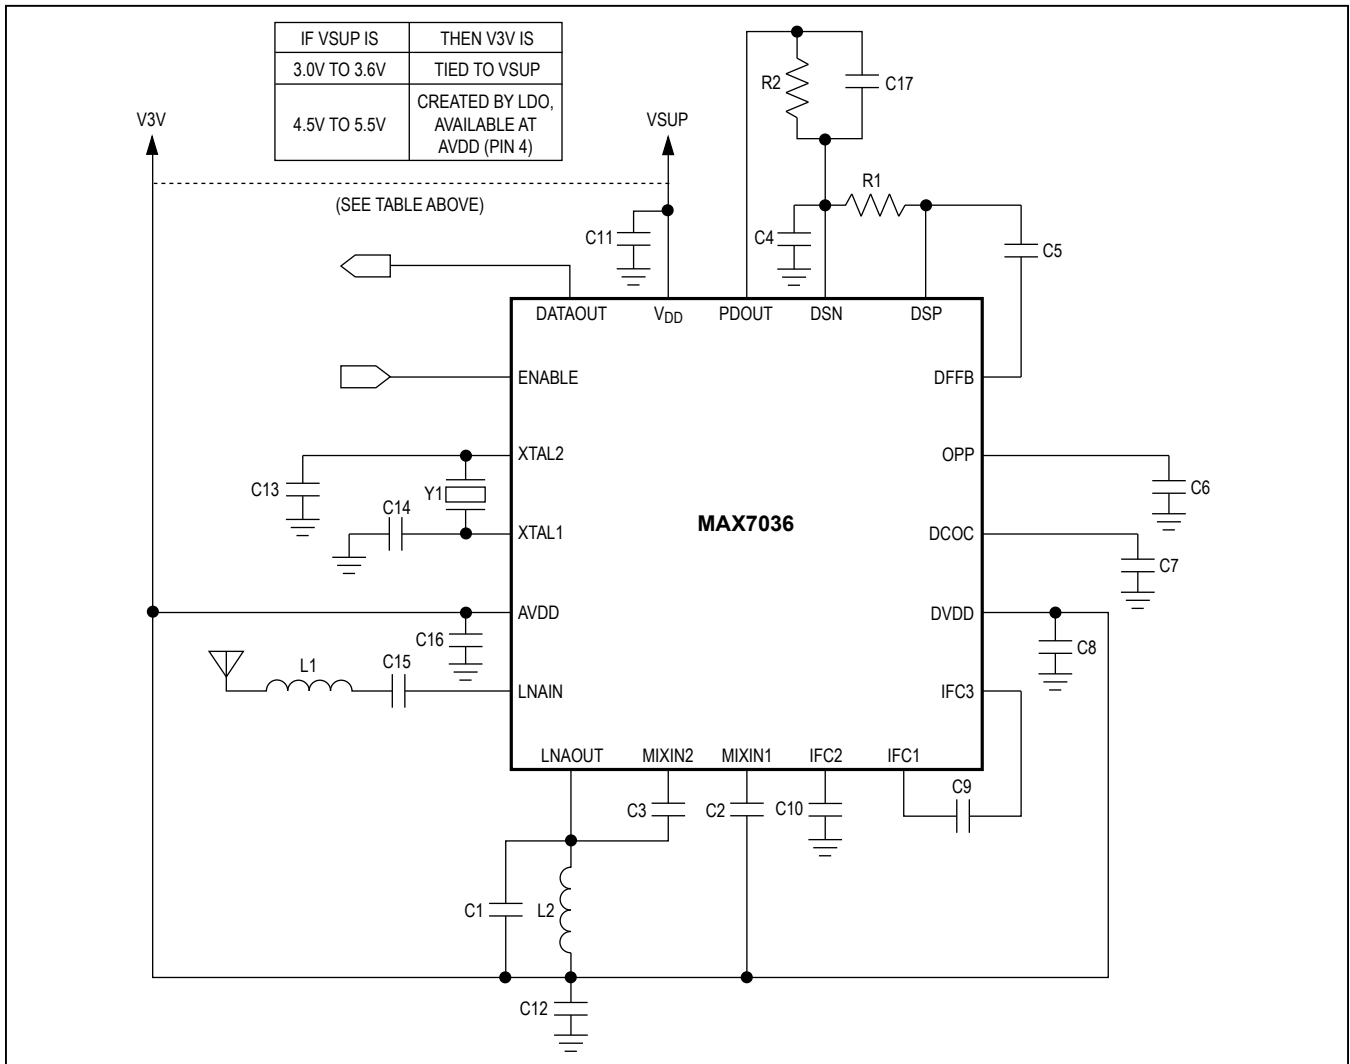 IF VSUP IS THEN V3V IS
3.0V TO 3.6V TIED TO VSUP
4.5V TO 5.5V CREATED BY LDO,
AVAILABLE AT
AVDD (PIN 4)
V3V
VSUP
(SEE TABLE ABOVE)
R2
C17
R1
C11
C4
C5
DATAOUT
VDD
PDOUT
DSN
DSP
ENABLE
DFFB
XTAL2
OPP
C13
Y1
C14
C6
XTAL1
MAX7036
DCOC
C7
AVDD
DVDD
C16
C8
L1
C15
LNAIN
IFC3
LNAOUT
MIXIN2
MIXIN1
IFC2
IFC1
C3
C2
C10
C9
C1
L2
C12